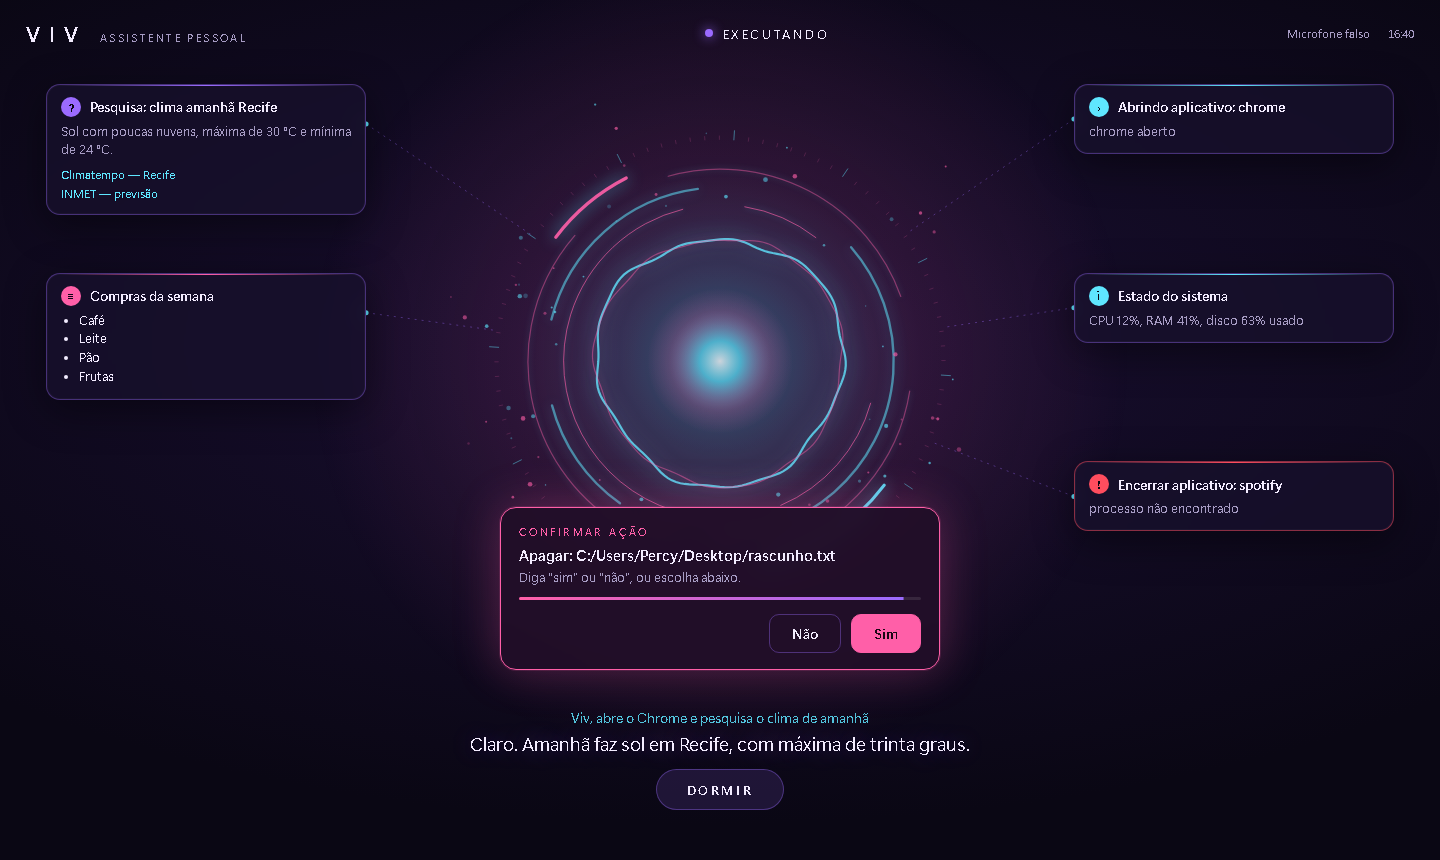 VIV ASSISTENTE PESSOAL
EXECUTANDO
Microfone falso 16:40
? Pesquisa: clima amanhã Recife
Sol com poucas nuvens, máxima de 30 °C e mínima
de 24 °C.
Climatempo — Recife
INMET — previsão
≡ Compras da semana
• Café
• Leite
• Pão
• Frutas
› Abrindo aplicativo: chrome
chrome aberto
i Estado do sistema
CPU 12%, RAM 41%, disco 63% usado
! Encerrar aplicativo: spotify
processo não encontrado
CONFIRMAR AÇÃO
Apagar: C:/Users/Percy/Desktop/rascunho.txt
Diga "sim" ou "não", ou escolha abaixo.
Não Sim
Viv, abre o Chrome e pesquisa o clima de amanhã
Claro. Amanhã faz sol em Recife, com máxima de trinta graus.
DORMIR